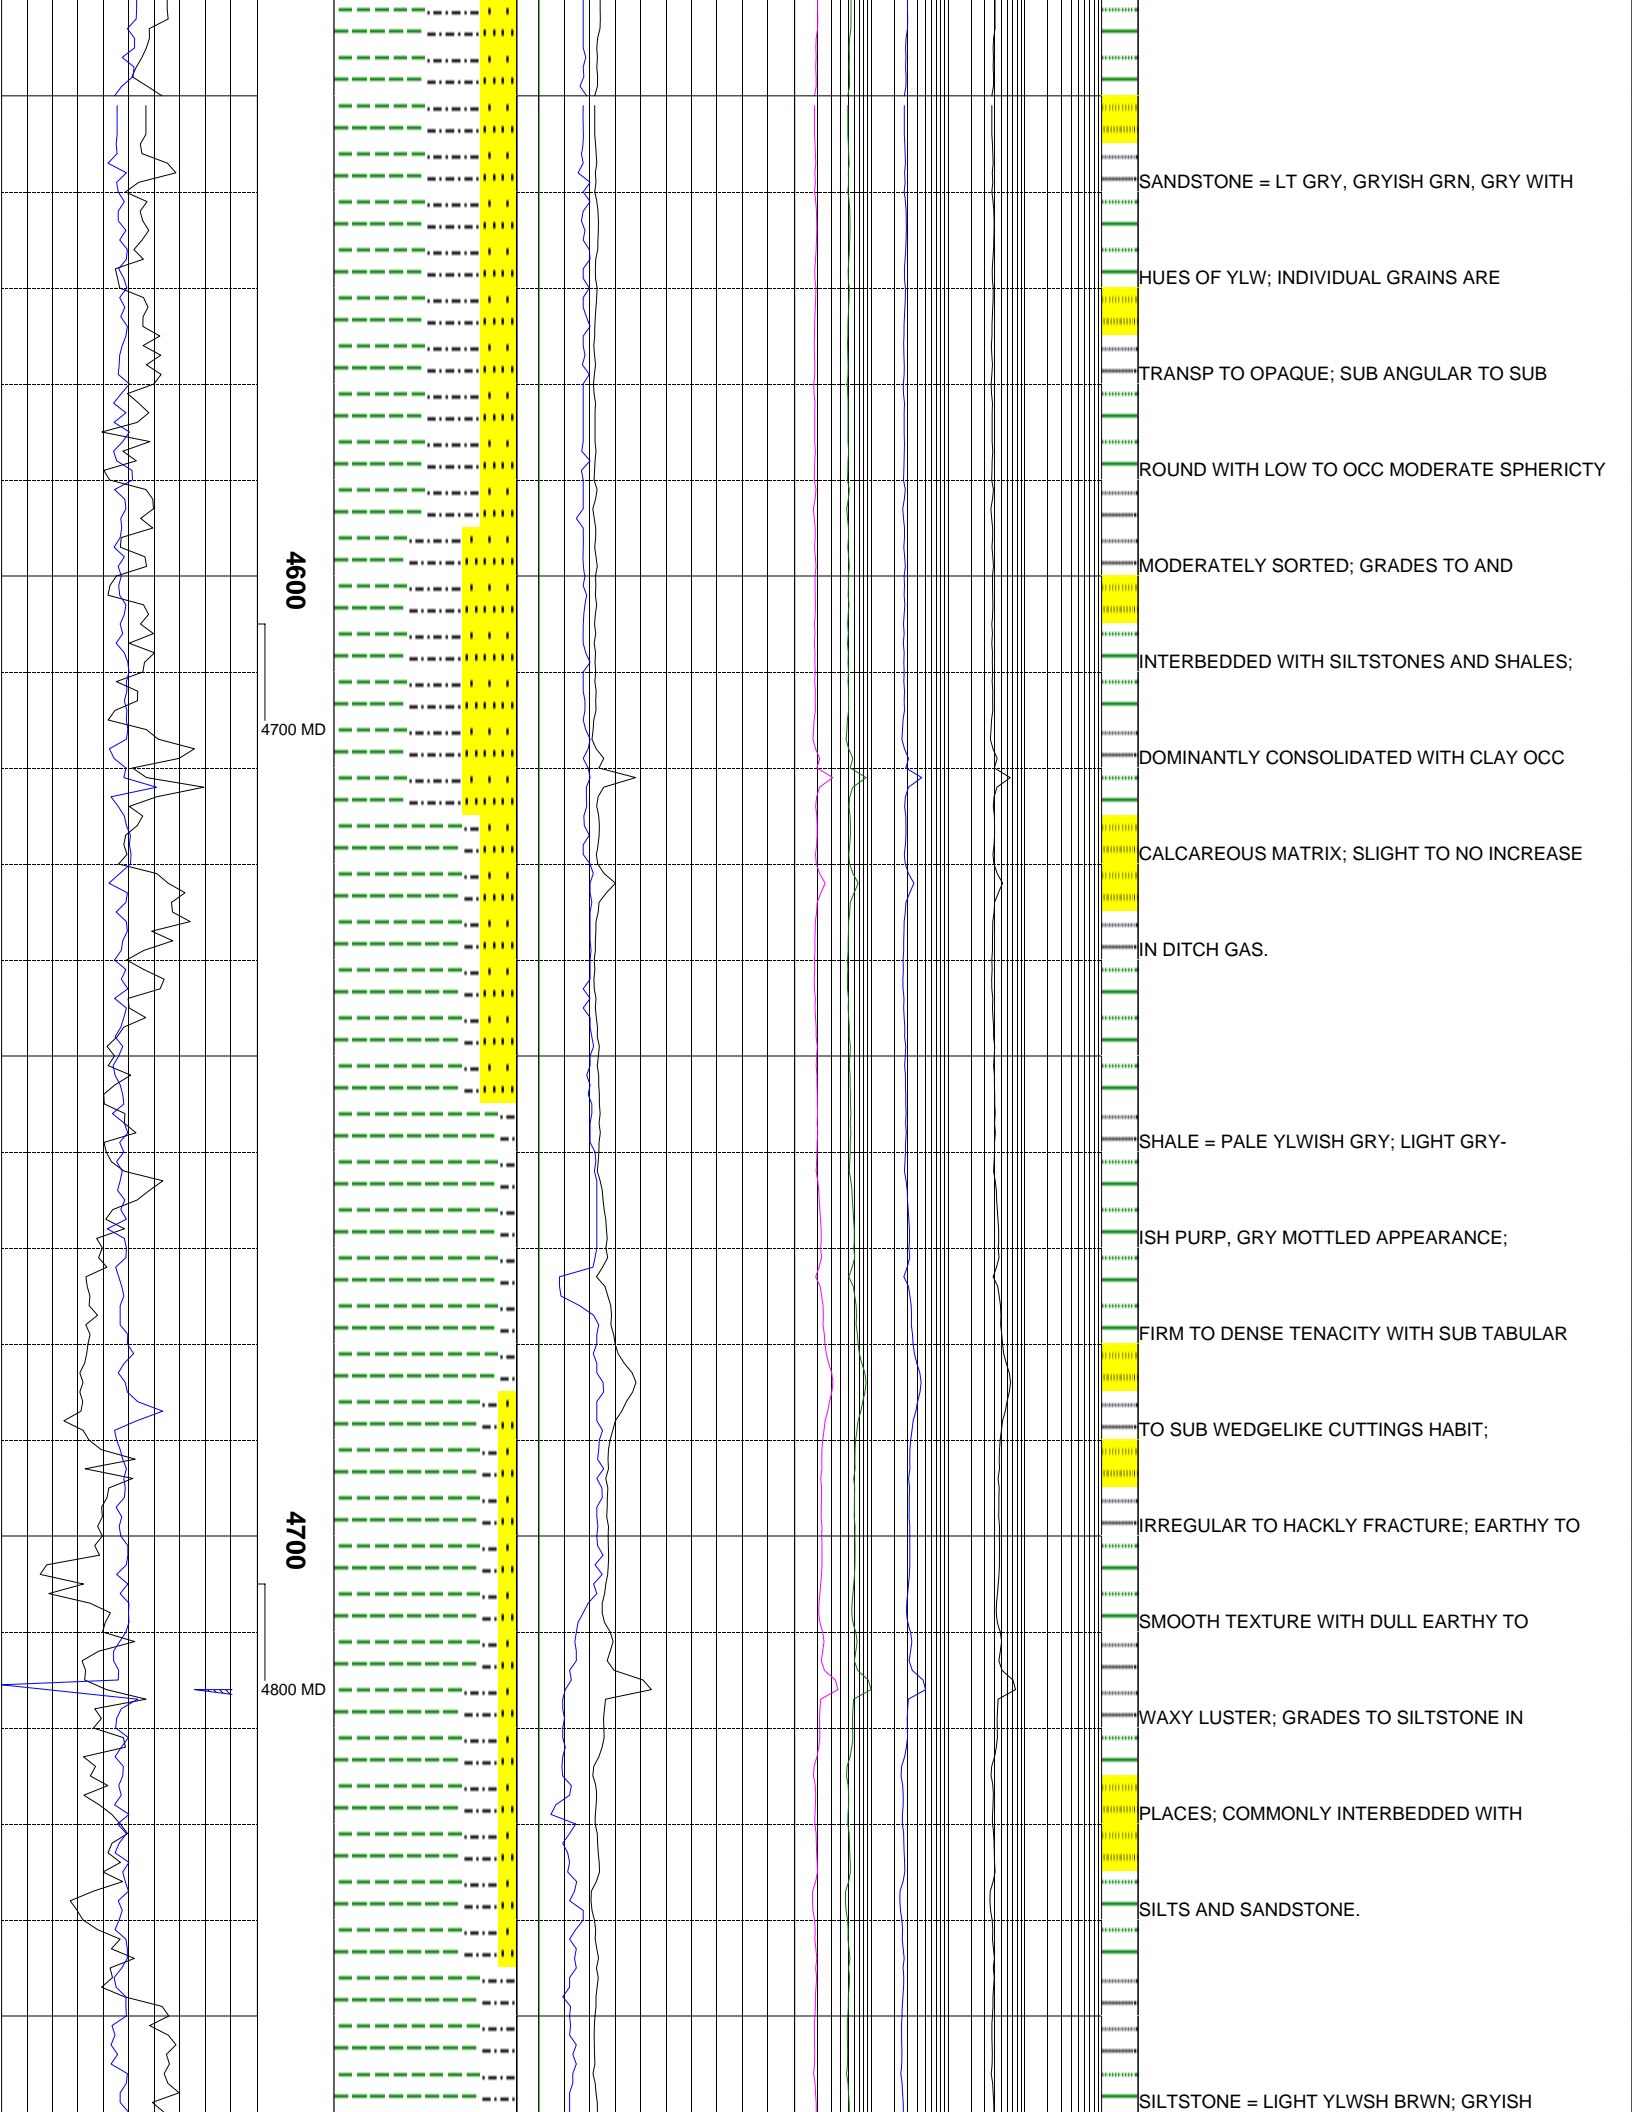 SANDSTONE = LT GRY, GRYISH GRN, GRY WITH
HUES OF YLW; INDIVIDUAL GRAINS ARE
TRANSP TO OPAQUE; SUB ANGULAR TO SUB
ROUND WITH LOW TO OCC MODERATE SPHERICTY
4600
MODERATELY SORTED; GRADES TO AND
INTERBEDDED WITH SILTSTONES AND SHALES;
4700 MD
DOMINANTLY CONSOLIDATED WITH CLAY OCC
CALCAREOUS MATRIX; SLIGHT TO NO INCREASE
IN DITCH GAS.
SHALE = PALE YLWISH GRY; LIGHT GRY-
ISH PURP, GRY MOTTLED APPEARANCE;
FIRM TO DENSE TENACITY WITH SUB TABULAR
TO SUB WEDGELIKE CUTTINGS HABIT;
4700
IRREGULAR TO HACKLY FRACTURE; EARTHY TO
SMOOTH TEXTURE WITH DULL EARTHY TO
4800 MD
WAXY LUSTER; GRADES TO SILTSTONE IN
PLACES; COMMONLY INTERBEDDED WITH
SILTS AND SANDSTONE.
SILTSTONE = LIGHT YLWSH BRWN; GRYISH